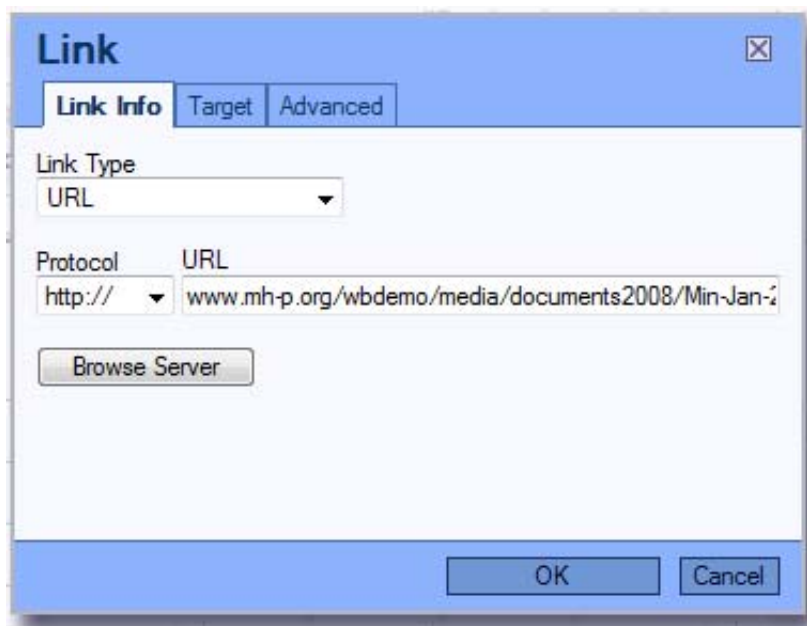 Link
Link Info Target Advanced
Link Type
URL
Protocol URL
http:// www.mh-p.org/wbdemo/media/documents2008/Min-Jan-2
Browse Server
OK Cancel